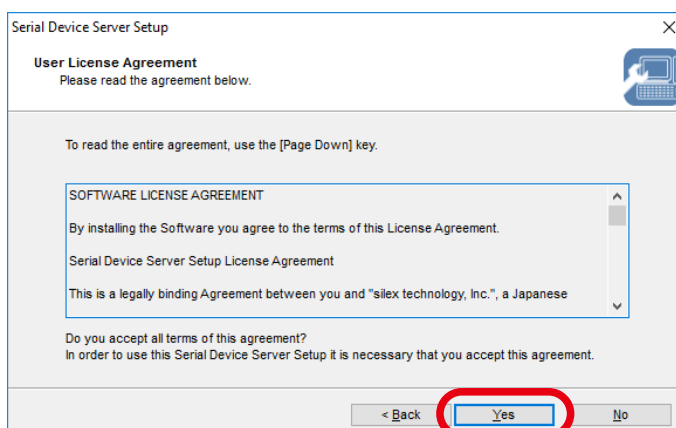 Serial Device Server Setup
User License Agreement
Please read the agreement below.
To read the entire agreement, use the [Page Down] key.
SOFTWARE LICENSE AGREEMENT
By installing the Software you agree to the terms of this License Agreement.
Serial Device Server Setup License Agreement
This is a legally binding Agreement between you and "silex technology, Inc.", a Japanese
Do you accept all terms of this agreement?
In order to use this Serial Device Server Setup it is necessary that you accept this agreement.
< Back Yes No